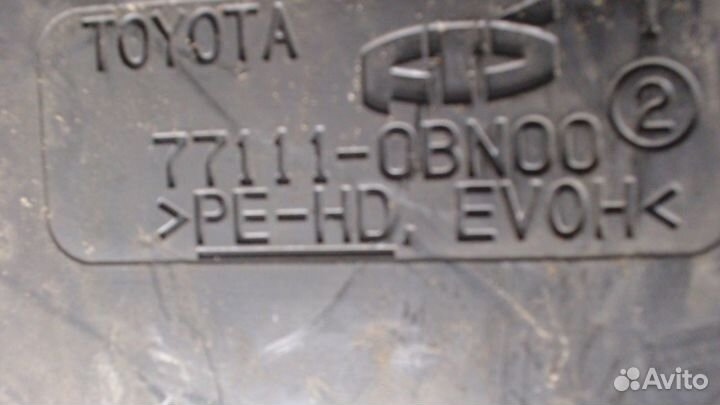 TOYOTA
77111-0BN00 2
>PE-HD, EVOH<
Avito